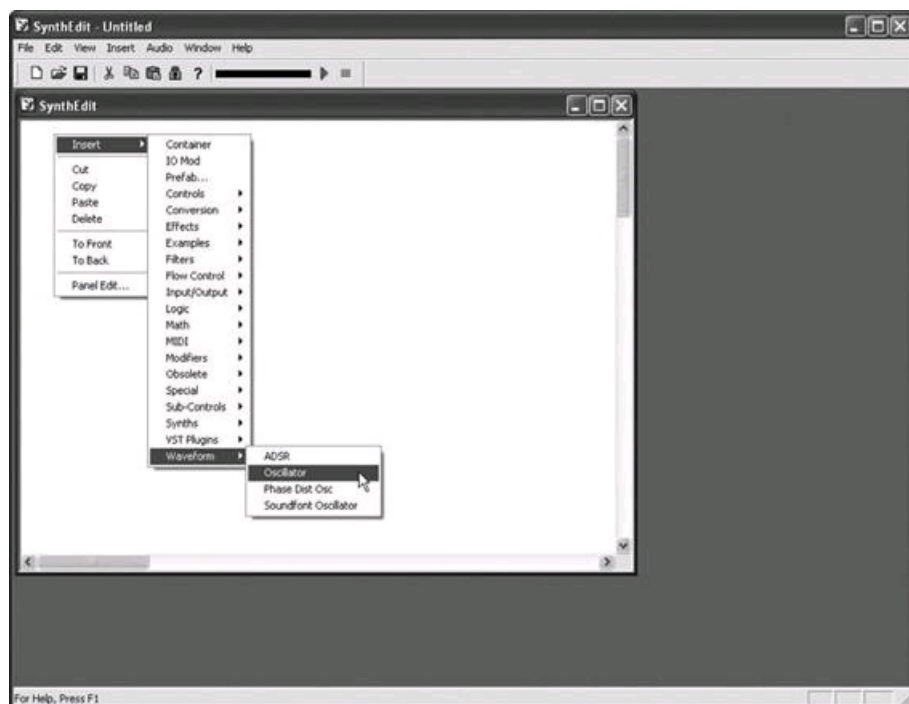 SynthEdit - Untitled
File Edit View Insert Audio Window Help
?
SynthEdit
Insert
Cut
Copy
Paste
Delete
To Front
To Back
Panel Edit...
Container
IO Mod
Prefab...
Controls
Conversion
Effects
Examples
Filters
Flow Control
Input/Output
Logic
Math
MIDI
Modifiers
Obsolete
Special
Sub-Controls
Synths
VST Plugins
Waveform
ADSR
Oscillator
Phase Dist Osc
Soundfont Oscillator
For Help, Press F1